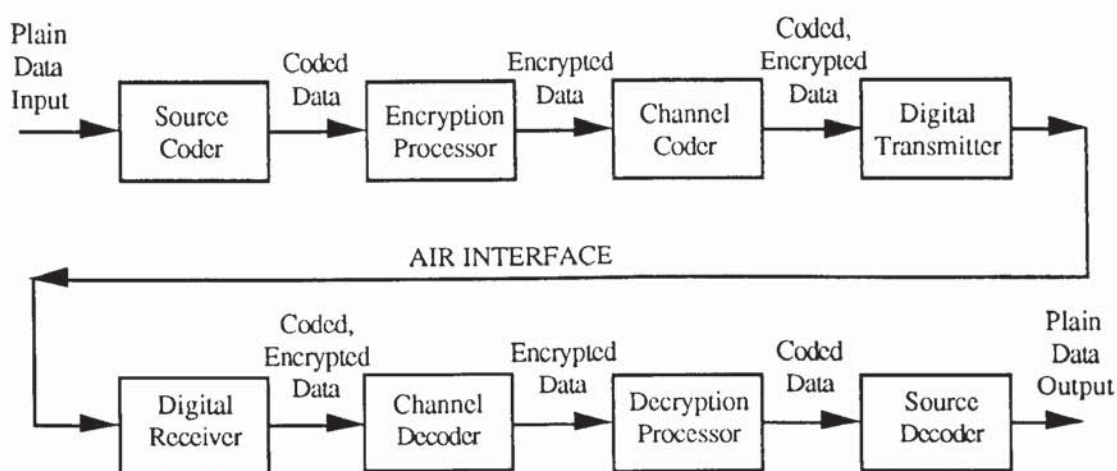 Plain
Data
Input
Source
Coder
Coded
Data
Encryption
Processor
Encrypted
Data
Channel
Coder
Coded,
Encrypted
Data
Digital
Transmitter
AIR INTERFACE
Digital
Receiver
Coded,
Encrypted
Data
Channel
Decoder
Encrypted
Data
Decryption
Processor
Coded
Data
Source
Decoder
Plain
Data
Output